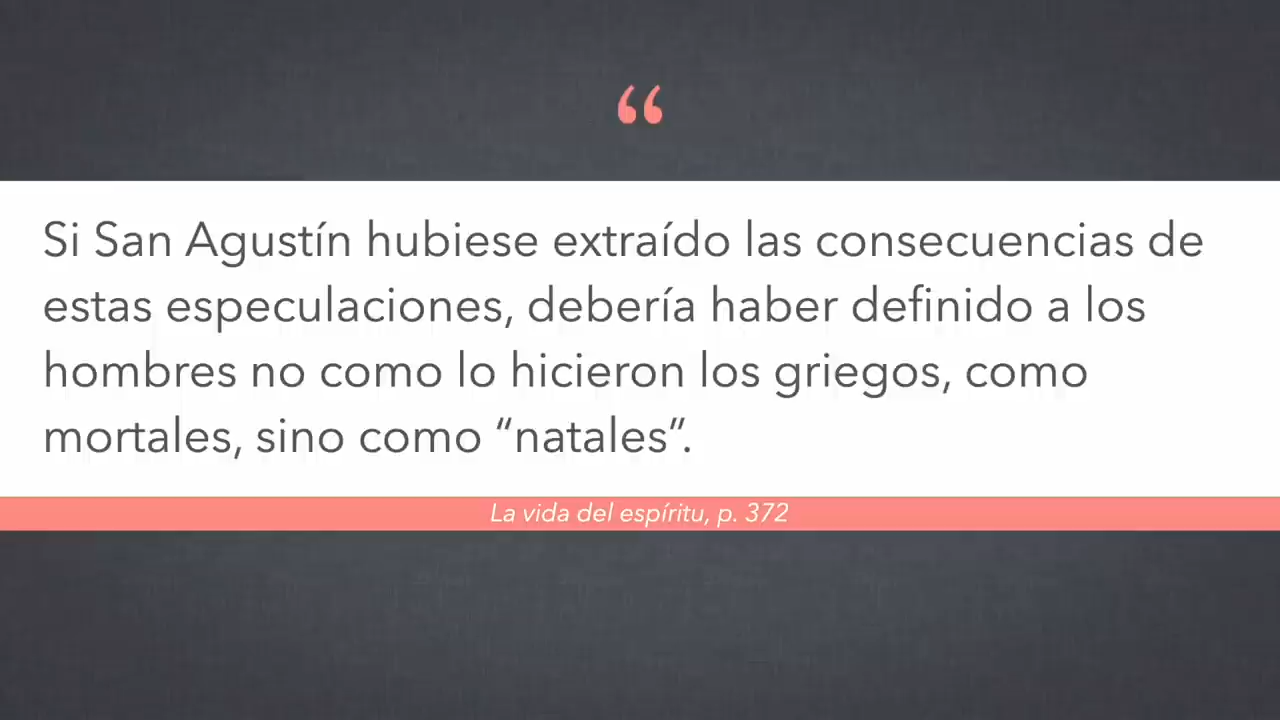 “
Si San Agustín hubiese extraído las consecuencias de
estas especulaciones, debería haber definido a los
hombres no como lo hicieron los griegos, como
mortales, sino como “natales”.
La vida del espíritu, p. 372